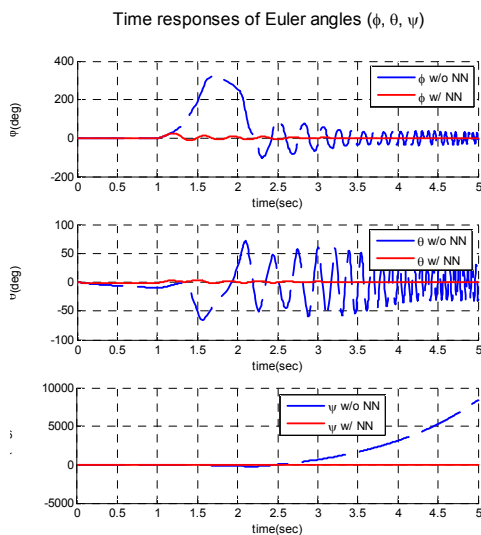 Time responses of Euler angles (ϕ, θ, ψ)
400
200
0
-200
(deg)
ϕ w/o NN
ϕ w/ NN
0 0.5 1 1.5 2 2.5 3 3.5 4 4.5 5
time(sec)
100
50
0
-50
-100
(deg)
θ w/o NN
θ w/ NN
0 0.5 1 1.5 2 2.5 3 3.5 4 4.5 5
time(sec)
10000
5000
0
-5000
ψ w/o NN
ψ w/ NN
0 0.5 1 1.5 2 2.5 3 3.5 4 4.5 5
time(sec)